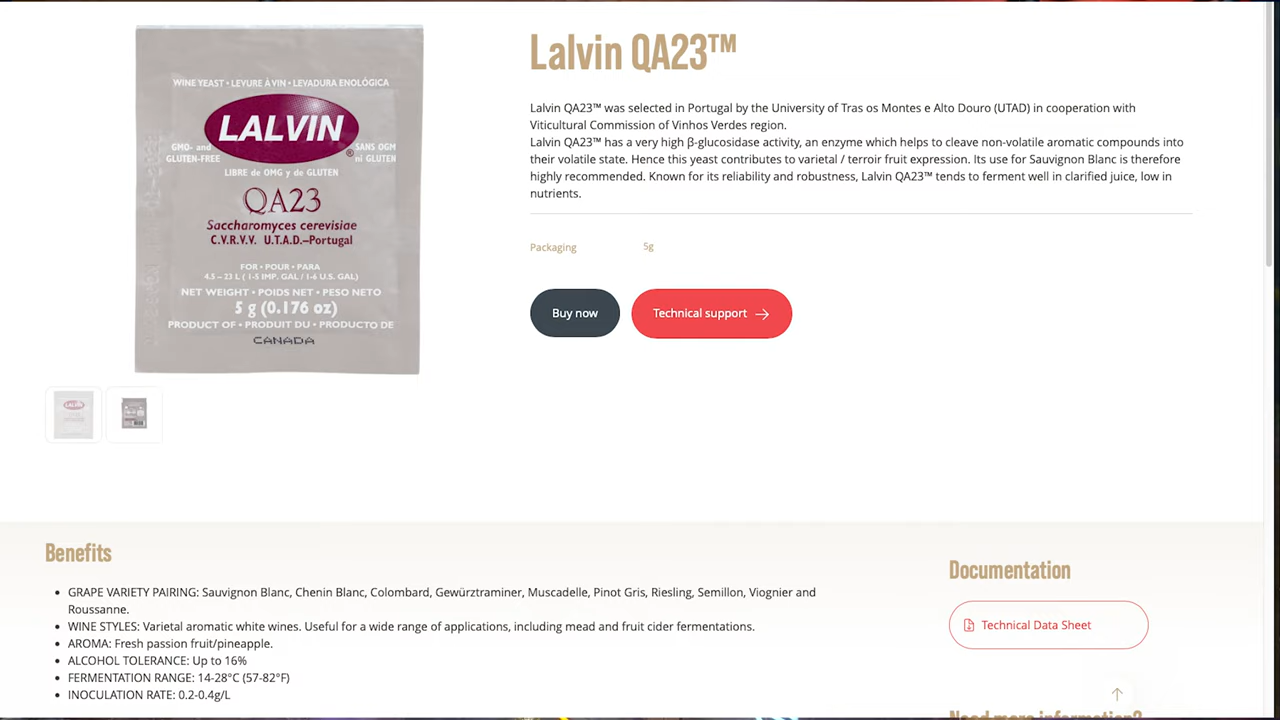 WINE YEAST • LEVURE À VIN • LEVADURA ENOLÓGICA
LALVIN
®
GMO- and
GLUTEN-FREE
SANS OGM
ni GLUTEN
LIBRE de OMG y de GLUTEN
QA23
Saccharomyces cerevisiae
C.V.R.V.V. U.T.A.D.–Portugal
FOR • POUR • PARA
4.5 – 23 L ( 1-5 IMP. GAL / 1-6 U.S. GAL)
NET WEIGHT • POIDS NET • PESO NETO
5 g (0.176 oz)
PRODUCT OF • PRODUIT DU • PRODUCTO DE
CANADA
Lalvin QA23™
Lalvin QA23™ was selected in Portugal by the University of Tras os Montes e Alto Douro (UTAD) in cooperation with
Viticultural Commission of Vinhos Verdes region.
Lalvin QA23™ has a very high β-glucosidase activity, an enzyme which helps to cleave non-volatile aromatic compounds into
their volatile state. Hence this yeast contributes to varietal / terroir fruit expression. Its use for Sauvignon Blanc is therefore
highly recommended. Known for its reliability and robustness, Lalvin QA23™ tends to ferment well in clarified juice, low in
nutrients.
Packaging 5g
Buy now
Technical support
Benefits
• GRAPE VARIETY PAIRING: Sauvignon Blanc, Chenin Blanc, Colombard, Gewürztraminer, Muscadelle, Pinot Gris, Riesling, Semillon, Viognier and
Roussanne.
• WINE STYLES: Varietal aromatic white wines. Useful for a wide range of applications, including mead and fruit cider fermentations.
• AROMA: Fresh passion fruit/pineapple.
• ALCOHOL TOLERANCE: Up to 16%
• FERMENTATION RANGE: 14-28°C (57-82°F)
• INOCULATION RATE: 0.2-0.4g/L
Documentation
Technical Data Sheet
Need more information?